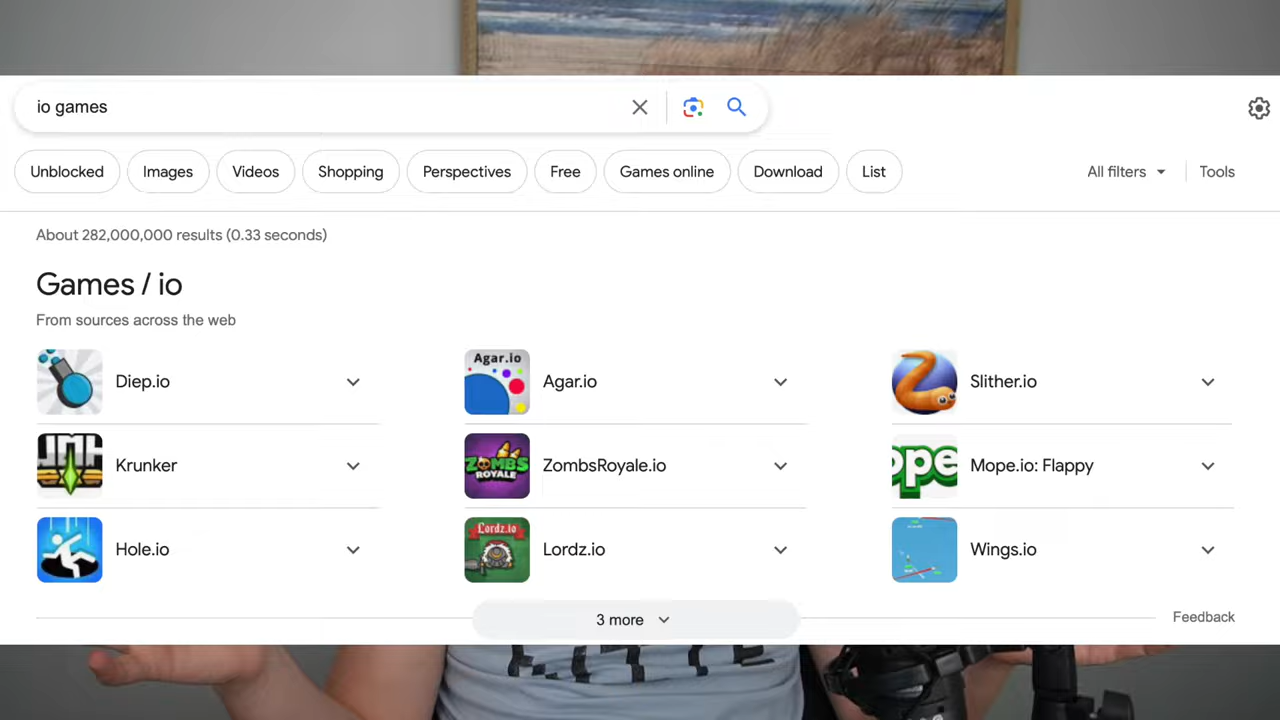 io games
Unblocked Images Videos Shopping Perspectives Free Games online Download List All filters Tools
About 282,000,000 results (0.33 seconds)
Games / io
From sources across the web
Agar.io
Diep.io Agar.io Slither.io
ZOMBS
ROYALE
Krunker ZombsRoyale.io Mope.io: Flappy
Lordz.io
Hole.io Lordz.io Wings.io
3 more
Feedback